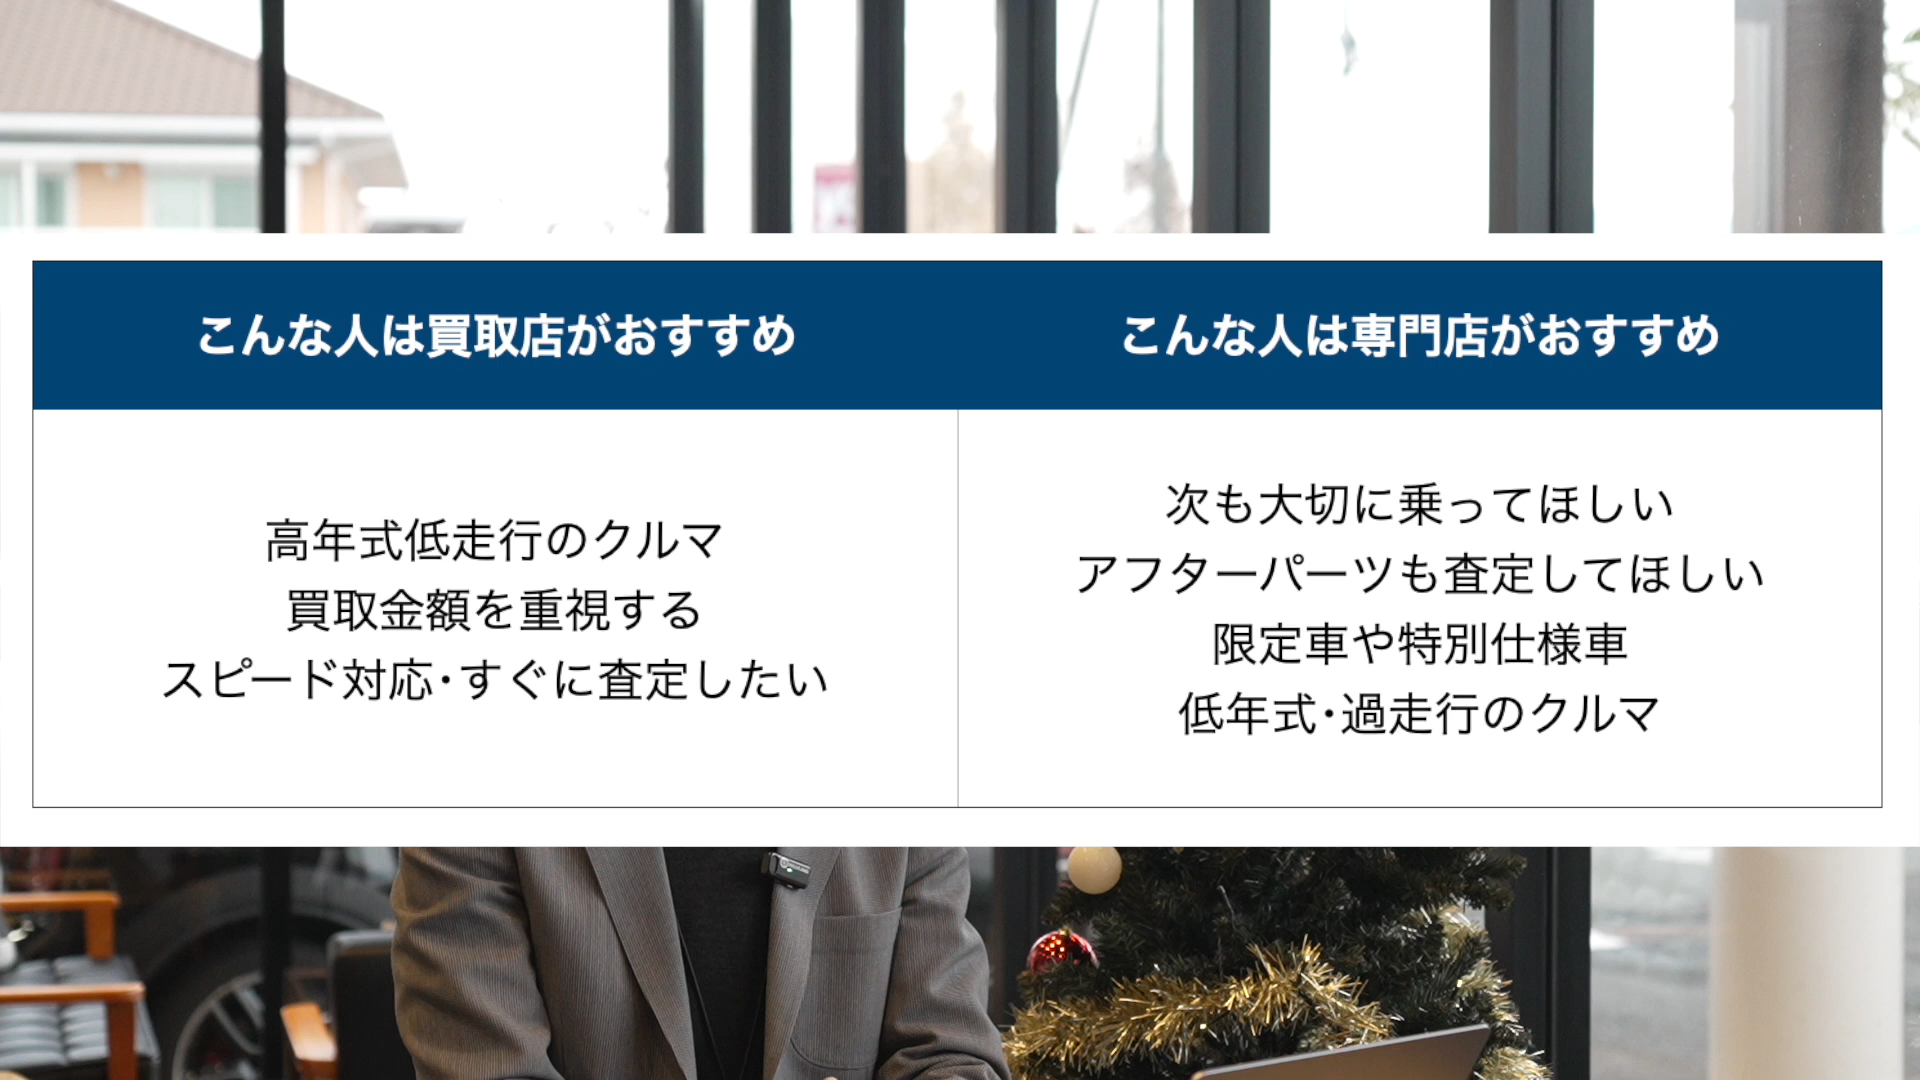 こんな人は買取店がおすすめ
こんな人は専門店がおすすめ
高年式低走行のクルマ
買取金額を重視する
スピード対応･すぐに査定したい
次も大切に乗ってほしい
アフターパーツも査定してほしい
限定車や特別仕様車
低年式･過走行のクルマ